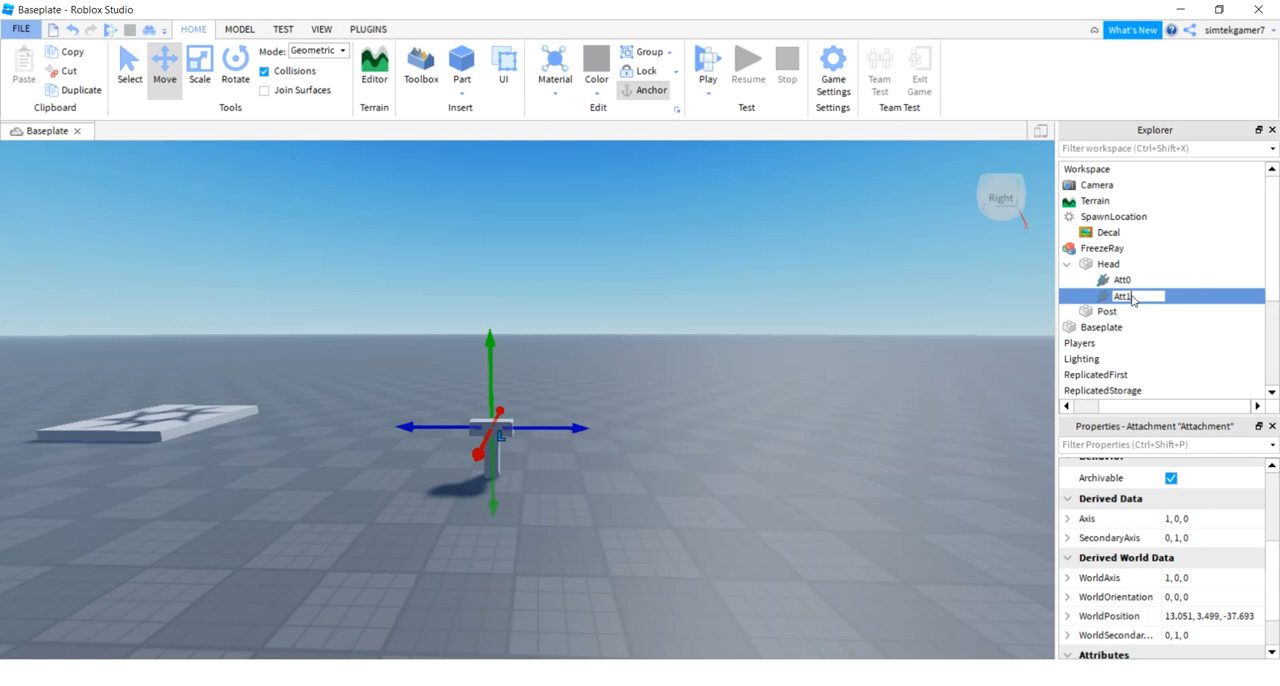 Baseplate - Roblox Studio
FILE HOME MODEL TEST VIEW PLUGINS What's New simtekgamer7
Paste Copy Cut Duplicate Clipboard
Select Move Scale Rotate Mode: Geometric Collisions Join Surfaces Tools
Editor Terrain
Toolbox Part UI Insert
Material Color Group Lock Anchor Edit
Play Resume Stop Test
Game Settings Settings
Team Test Exit Game Team Test
Baseplate
Right
Explorer
Filter workspace (Ctrl+Shift+X)
Workspace
Camera
Terrain
SpawnLocation
Decal
FreezeRay
Head
Att0
Att1
Post
Baseplate
Players
Lighting
ReplicatedFirst
ReplicatedStorage
Properties - Attachment "Attachment"
Filter Properties (Ctrl+Shift+P)
Archivable
Derived Data
Axis 1,0,0
SecondaryAxis 0,1,0
Derived World Data
WorldAxis 1,0,0
WorldOrientation 0,0,0
WorldPosition 13.051, 3.499, -37.693
WorldSecondar... 0,1,0
Attributes